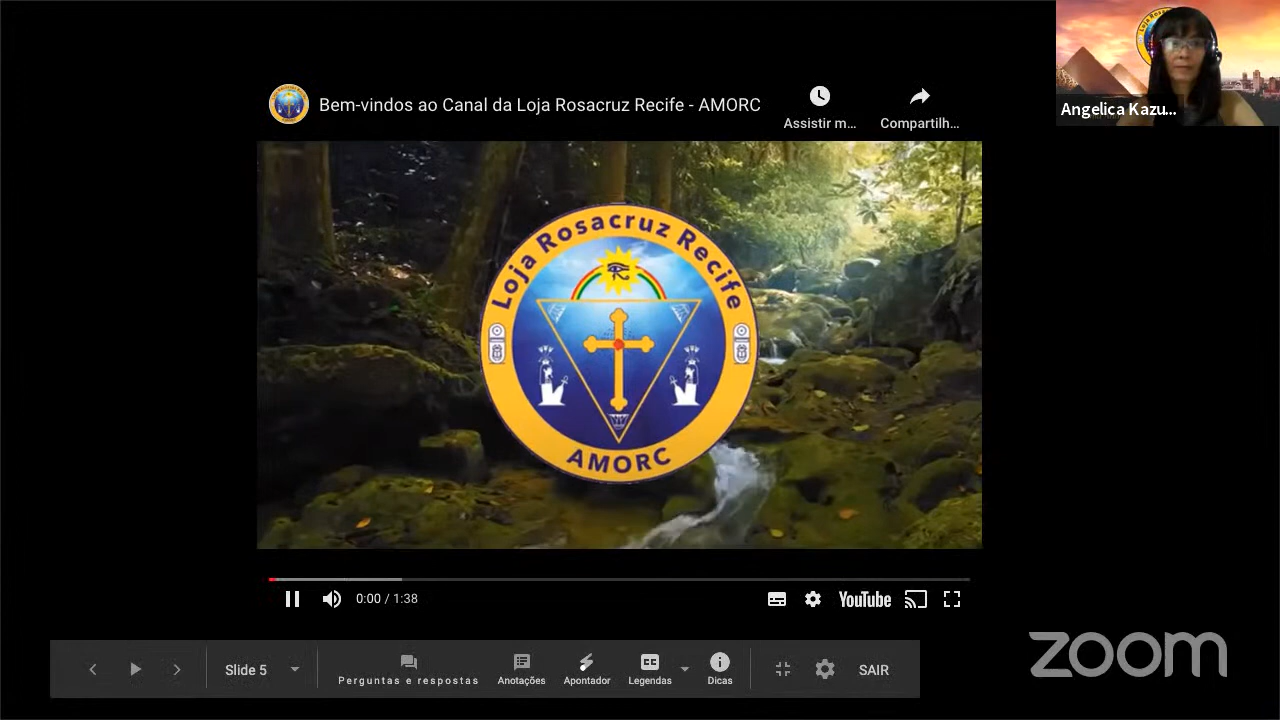 Bem-vindos ao Canal da Loja Rosacruz Recife - AMORC
Assistir m...
Compartilh...
Angelica Kazu...
Loja Rosacruz Recife
AMORC
0:00 / 1:38
YouTube
Slide 5
Perguntas e respostas
Anotações
Apontador
CC
Legendas
Dicas
SAIR
zoom